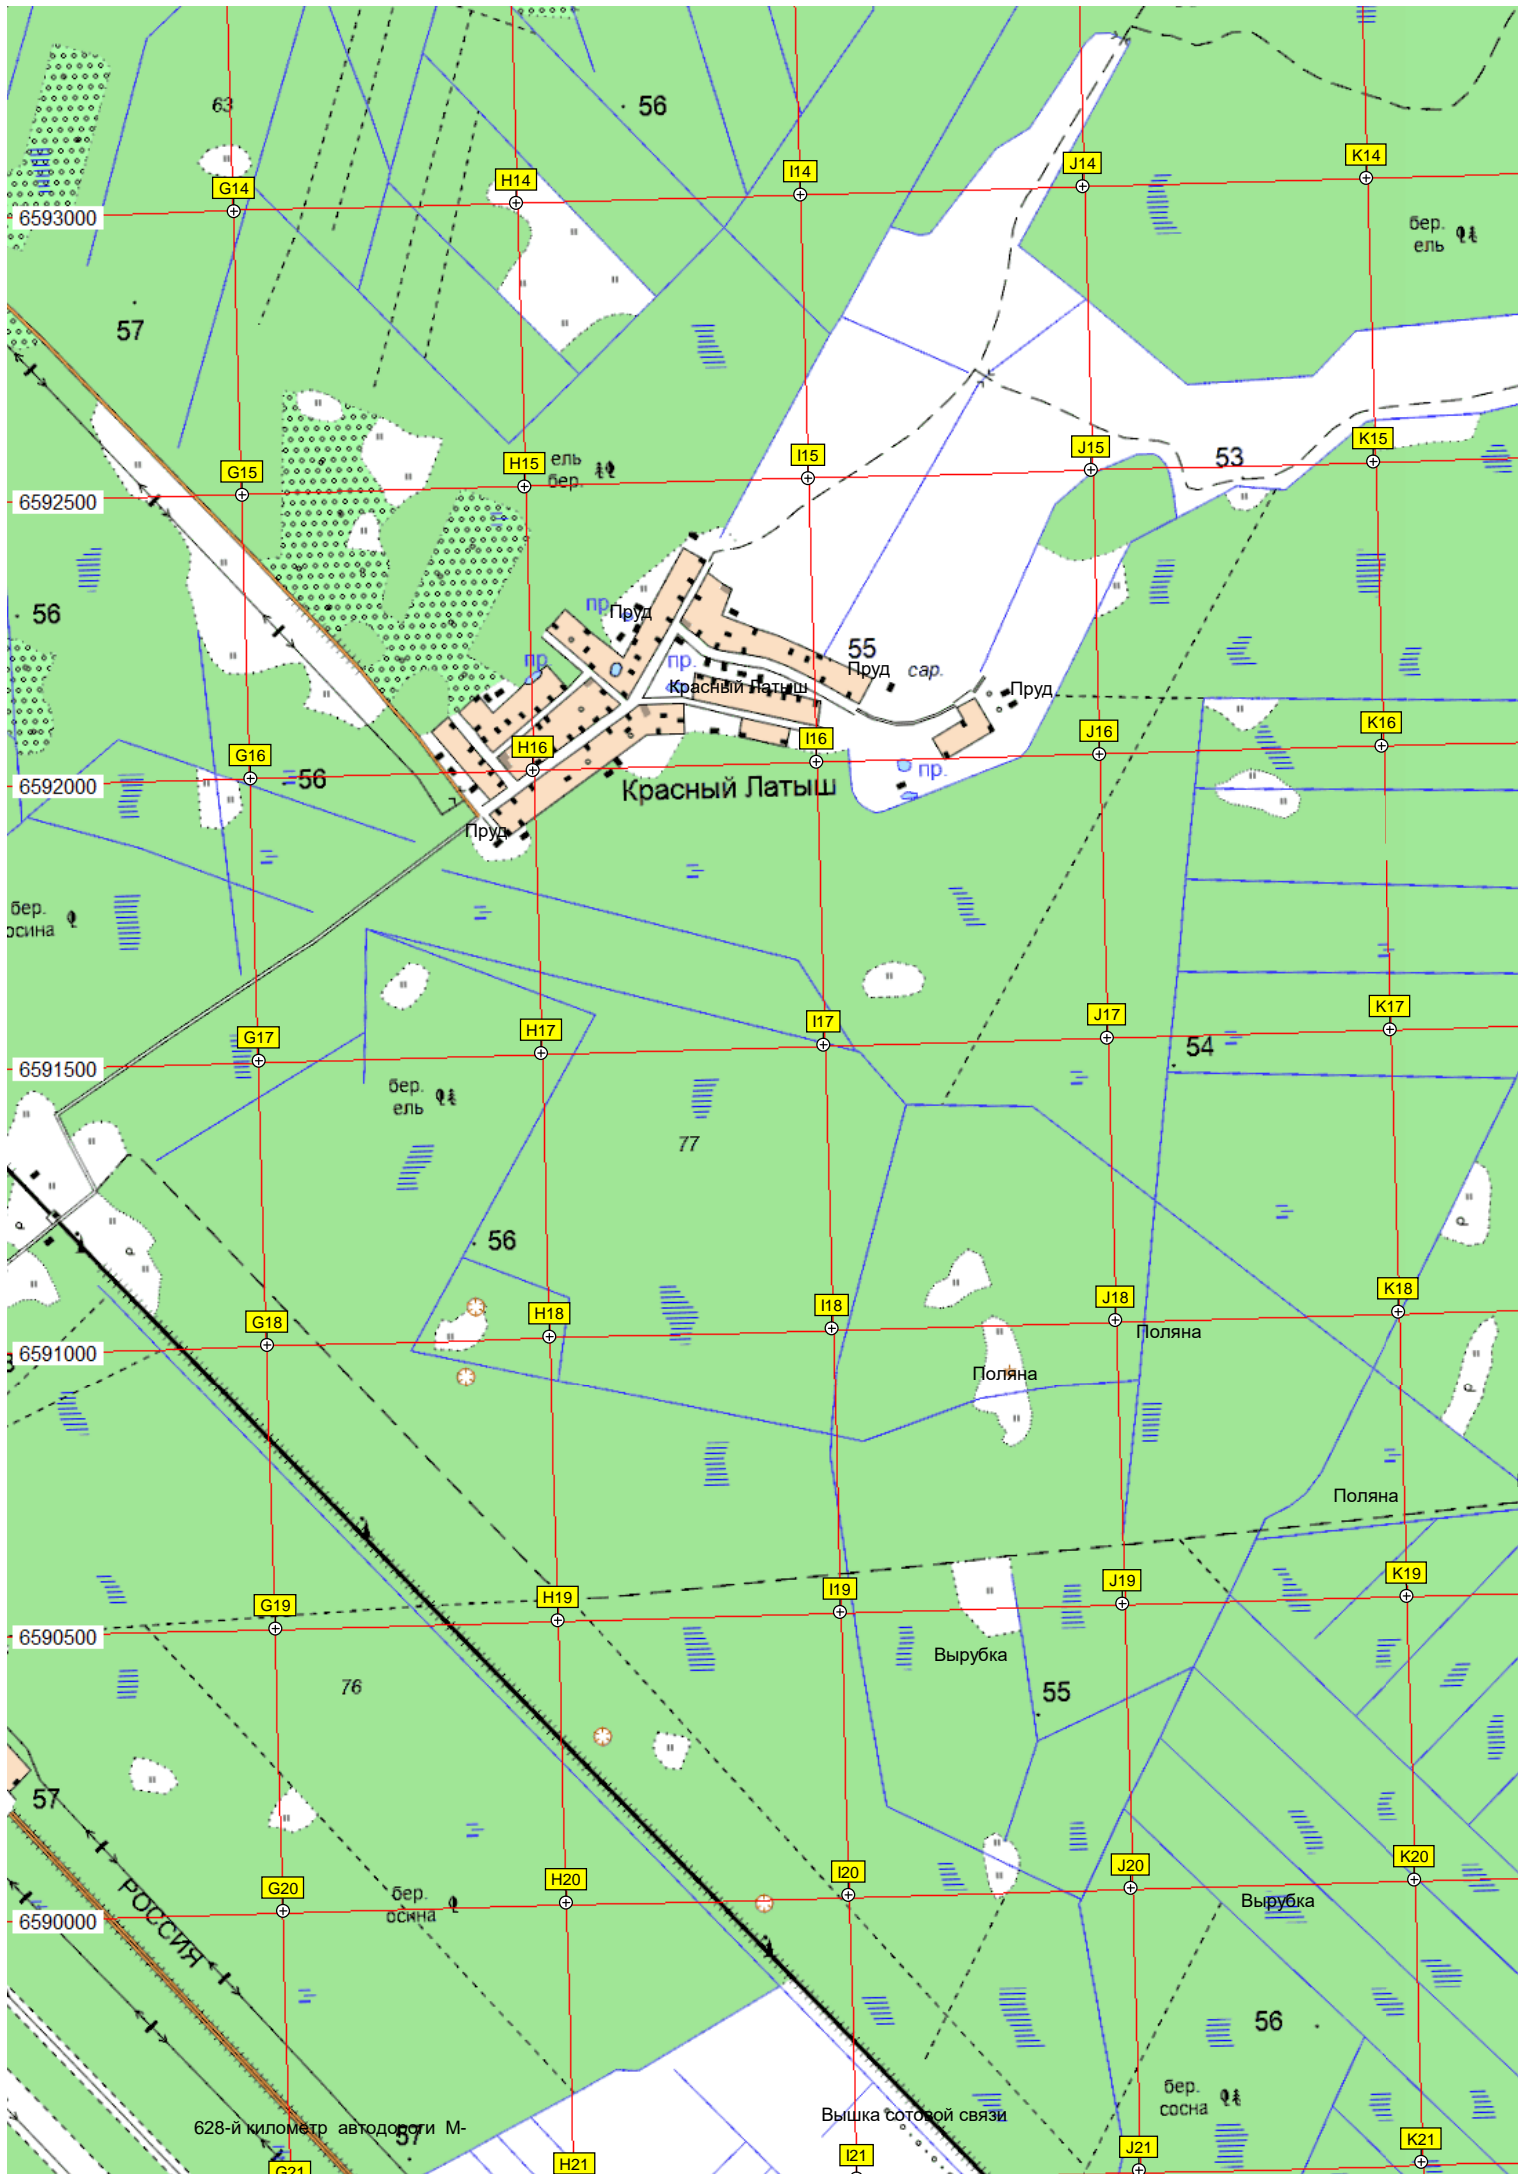 63
56
G14
H14
I14
J14
K14
6593000
бер.
ель
57
G15
H15
I15
J15
K15
ель
бер.
53
6592500
56
пр.
Пруд
55
пр.
пр.
Пруд
сар.
Красный Латыш
Пруд
G16
H16
I16
J16
K16
6592000
56
Красный Латыш
пр.
Пруд
бер.
осина
G17
H17
I17
J17
K17
54
6591500
бер.
ель
77
56
р
р
р
G18
H18
I18
J18
K18
Поляна
6591000
Поляна
р
Поляна
G19
H19
I19
J19
K19
6590500
Вырубка
76
55
57
G20
H20
I20
J20
K20
РОССИЯ
бер.
осина
Вырубка
6590000
56
бер.
сосна
628-й километр автодороги М-
57
Вышка сотовой связи
G21
H21
I21
J21
K21